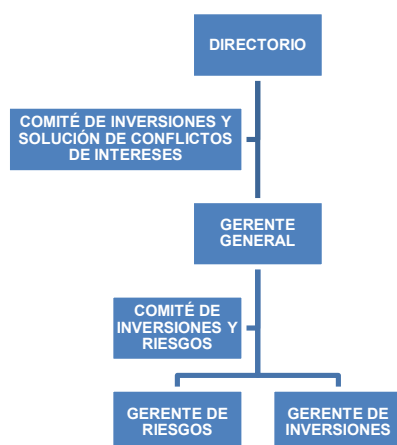 DIRECTORIO
COMITÉ DE INVERSIONES Y
SOLUCIÓN DE CONFLICTOS
DE INTERESES
GERENTE
GENERAL
COMITÉ DE
INVERSIONES Y
RIESGOS
GERENTE DE
RIESGOS
GERENTE DE
INVERSIONES